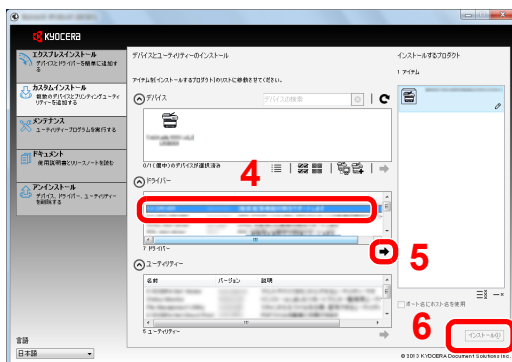 KYOCERA
エクスプレスインストール
デバイスとドライバーを簡単に追加す
る
カスタムインストール
複数のデバイスとプリンティングユーティ
リティーを追加する
メンテナンス
ユーティリティープログラムを実行する
ドキュメント
使用説明書とリリースノートを読む
アンインストール
デバイス、ドライバー、ユーティリティー
を削除する
言語
日本語
デバイスとユーティリティーのインストール
アイテムを[インストールするプロダクト]のリストに移動させてください。
デバイス
デバイスの検索
0/1 (個中)のデバイスが選択済み
4
ドライバー
7 ドライバー
5
ユーティリティー
名前 バージョン 説明
5 ユーティリティー
インストールするプロダクト
1 アイテム
ポート名にホスト名を使用
6
インストール(I)
© 2013 KYOCERA Document Solutions Inc.